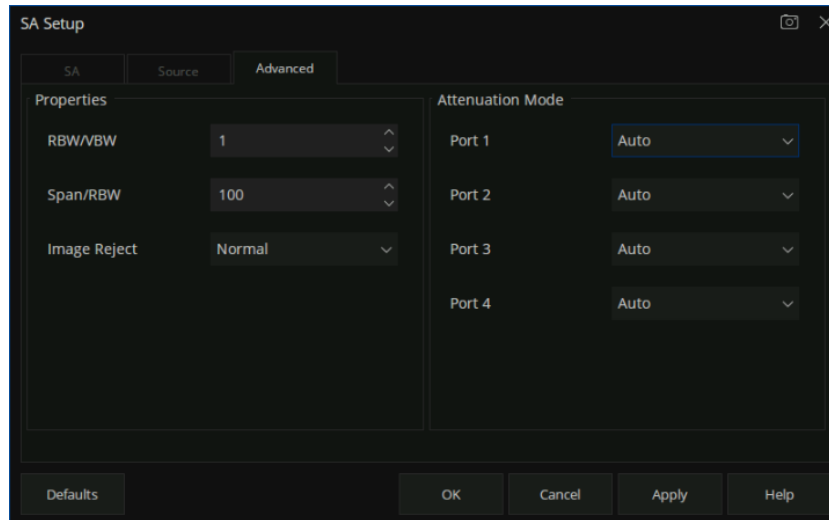 SA Setup
SA Source Advanced
Properties
RBW/VBW 1
Span/RBW 100
Image Reject Normal
Attenuation Mode
Port 1 Auto
Port 2 Auto
Port 3 Auto
Port 4 Auto
Defaults OK Cancel Apply Help